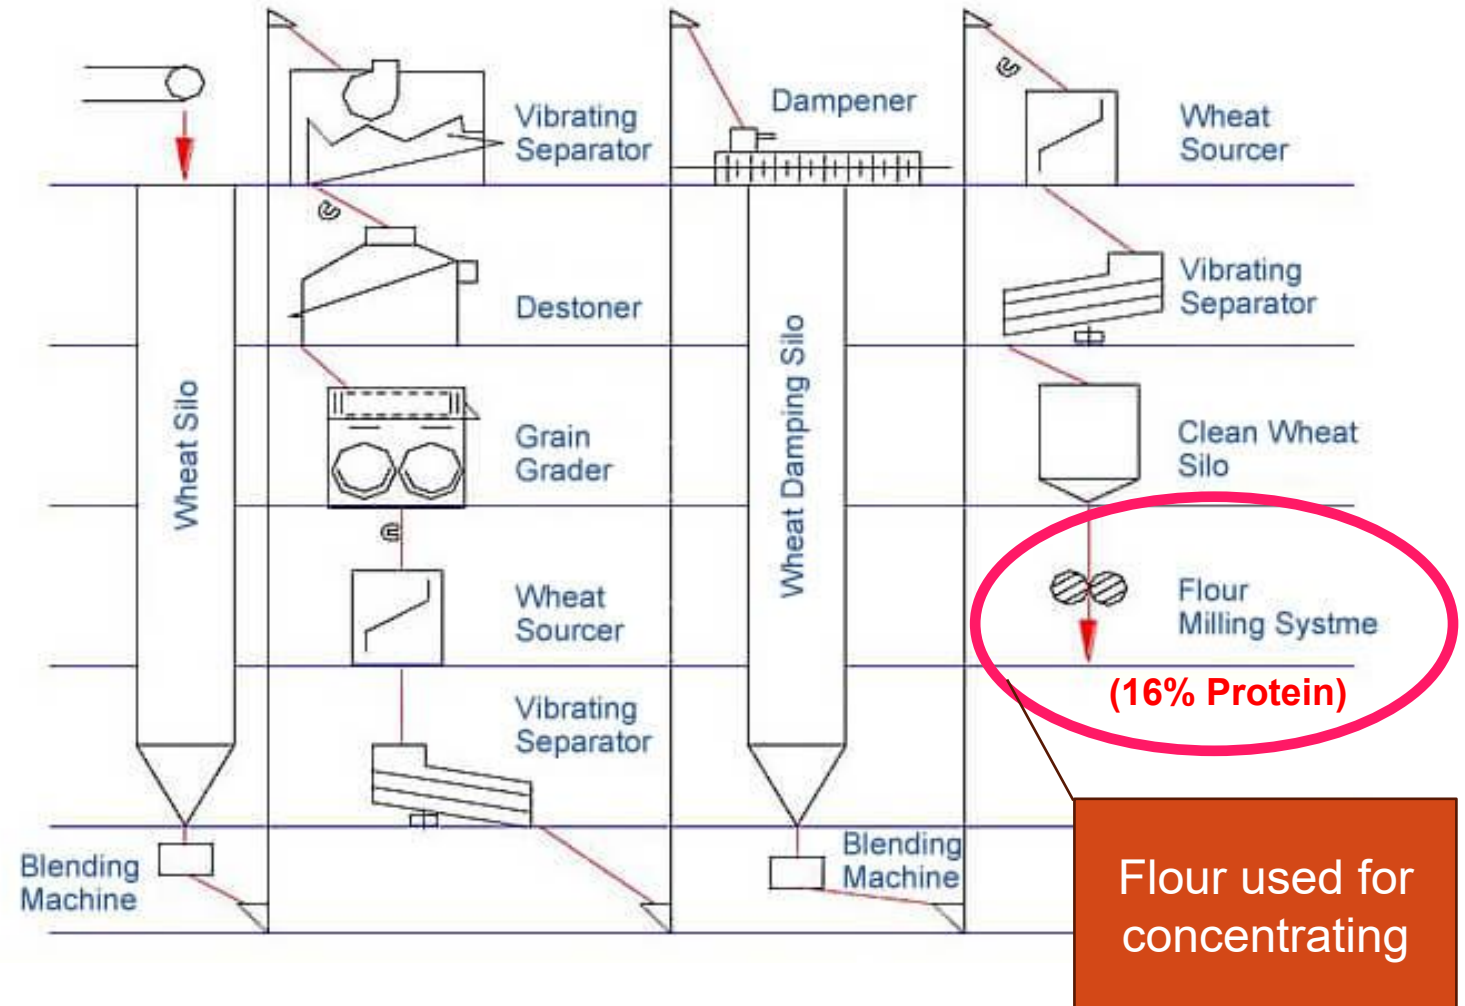 Vibrating
Separator
Destoner
Grain
Grader
Wheat
Sourcer
Vibrating
Separator
Wheat Silo
Blending
Machine
Dampener
Wheat Damping Silo
Blending
Machine
Wheat
Sourcer
Vibrating
Separator
Clean Wheat
Silo
Flour
Milling Systme
(16% Protein)
Flour used for
concentrating